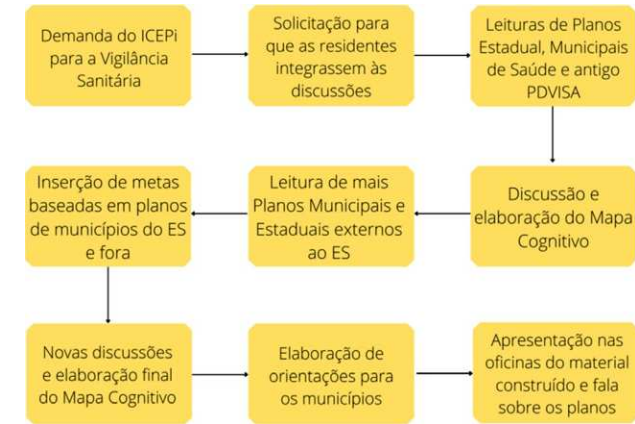 Demanda do ICEPi
para a Vigilância
Sanitária
Solicitação para
que as residentes
integrassem às
discussões
Leituras de Planos
Estadual, Municipais
de Saúde e antigo
PDVISA
Discussão e
elaboração do Mapa
Cognitivo
Leitura de mais
Planos Municipais e
Estaduais externos
ao ES
Inserção de metas
baseadas em planos
de municípios do ES
e fora
Novas discussões
e elaboração final
do Mapa Cognitivo
Elaboração de
orientações para
os municípios
Apresentação nas
oficinas do material
construído e fala
sobre os planos